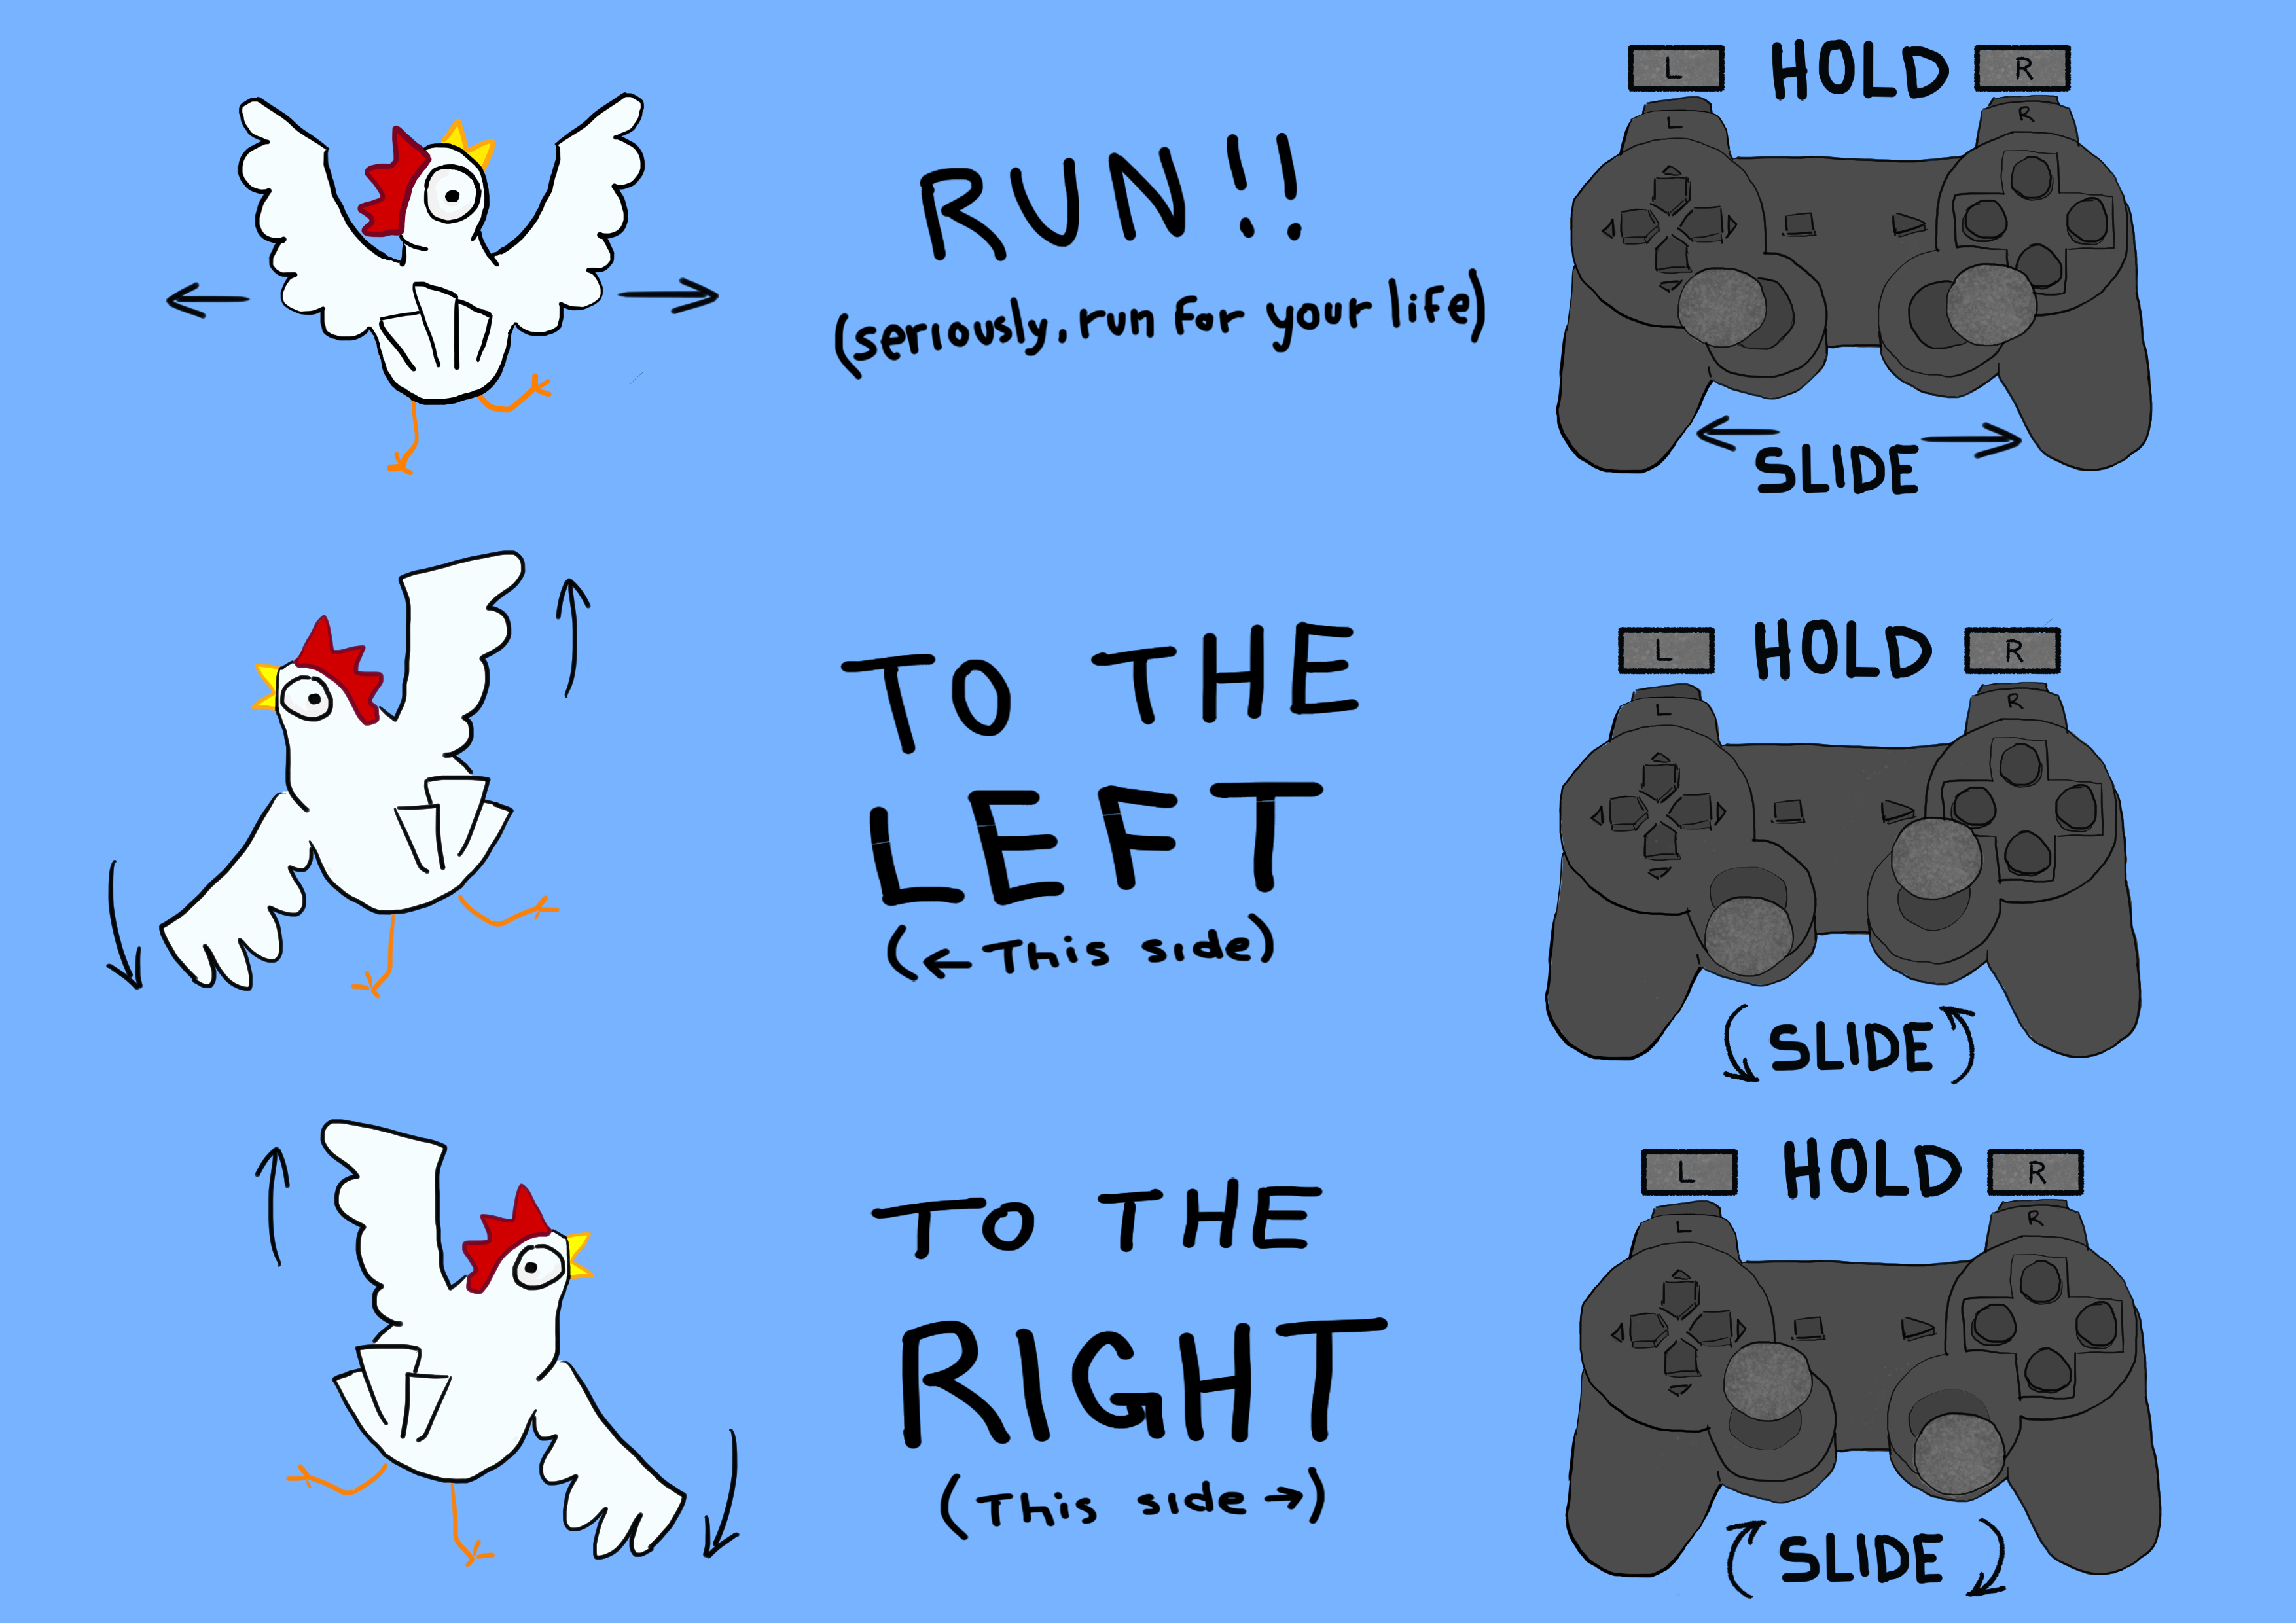 L HOLD R
L R
RUN!!
(seriously, run for your life)
SLIDE
L HOLD R
L R
TO THE
LEFT
(← This side)
SLIDE
L HOLD R
L R
TO THE
RIGHT
(This side →)
SLIDE